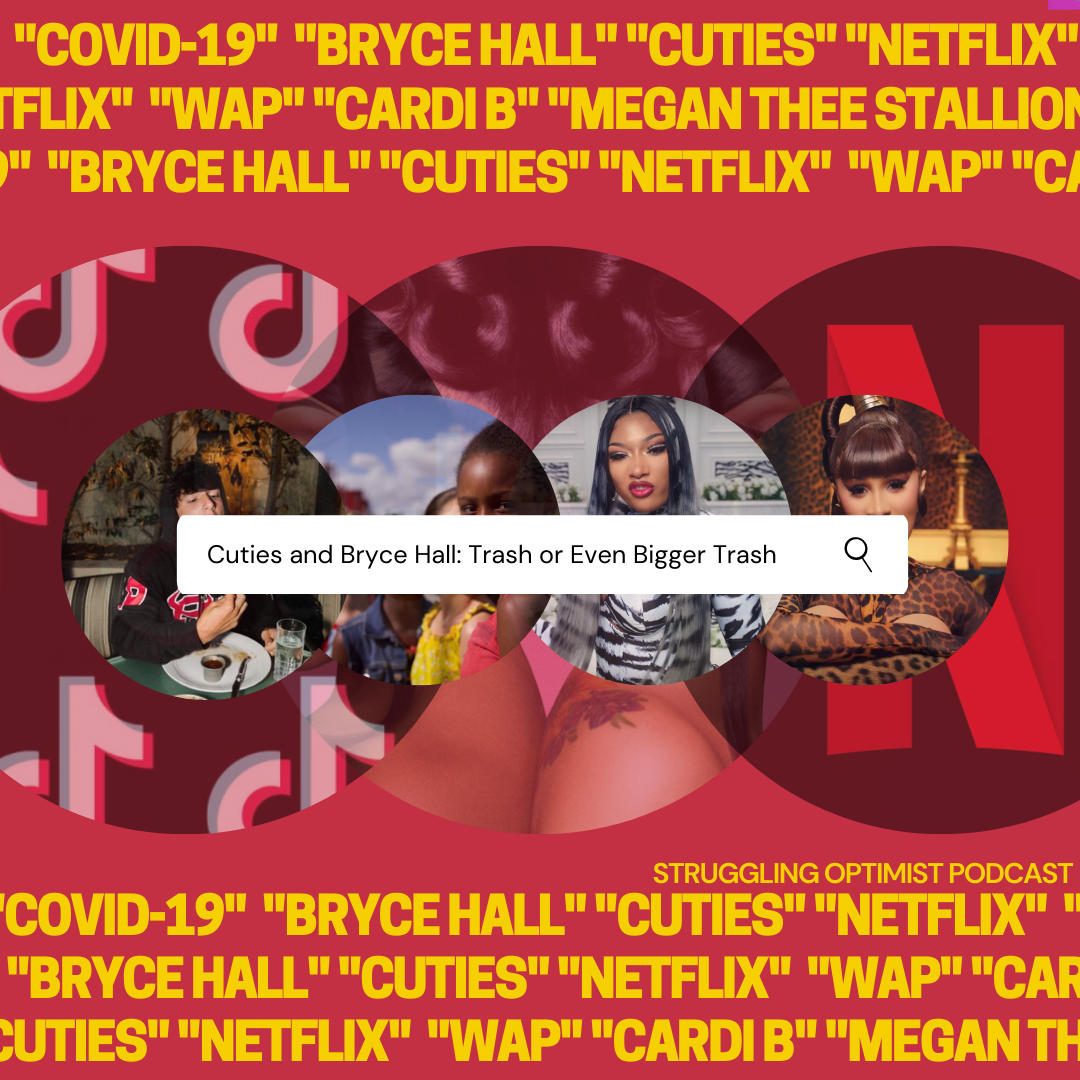 "COVID-19" "BRYCE HALL" "CUTIES" "NETFLIX"
TFLIX" "WAP" "CARDI B" "MEGAN THEE STALLION
9" "BRYCE HALL" "CUTIES" "NETFLIX" "WAP" "CA
Cuties and Bryce Hall: Trash or Even Bigger Trash
STRUGGLING OPTIMIST PODCAST
"COVID-19" "BRYCE HALL" "CUTIES" "NETFLIX" "
"BRYCE HALL" "CUTIES" "NETFLIX" "WAP" "CAR
CUTIES" "NETFLIX" "WAP" "CARDI B" "MEGAN TH